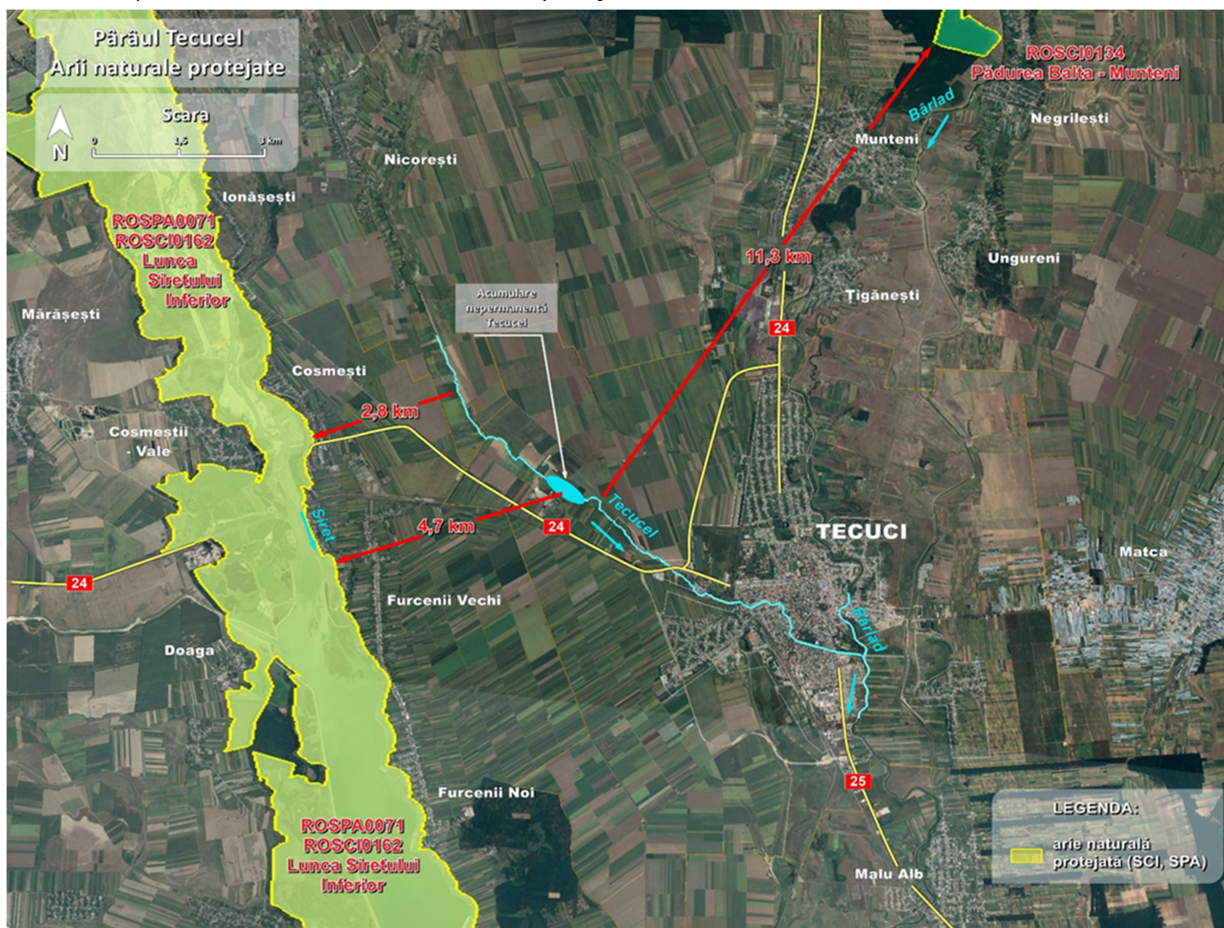 Pârâul Tecucel
Arii naturale protejate
Scara
0 1,5 3 km
N
ROSCI0134
Pădurea Balta - Munteni
Bârlad
Negrilești
Munteni
Nicorești
Ionășești
ROSPA0071
ROSCI0162
Lunca
Siretului
Inferior
11,3 km
Ungureni
Țigănești
Acumulare
nepermanentă
Tecucel
Mărășești
24
Cosmești
2,8 km
Cosmeștii
- Vale
Tecucel
Siret
4,7 km
24
TECUCI
Matca
24
Furcenii Vechi
Bârlad
Doaga
25
Furcenii Noi
LEGENDA:
arie naturală
protejată (SCI, SPA)
ROSPA0071
ROSCI0162
Lunca Siretului
Inferior
Malu Alb